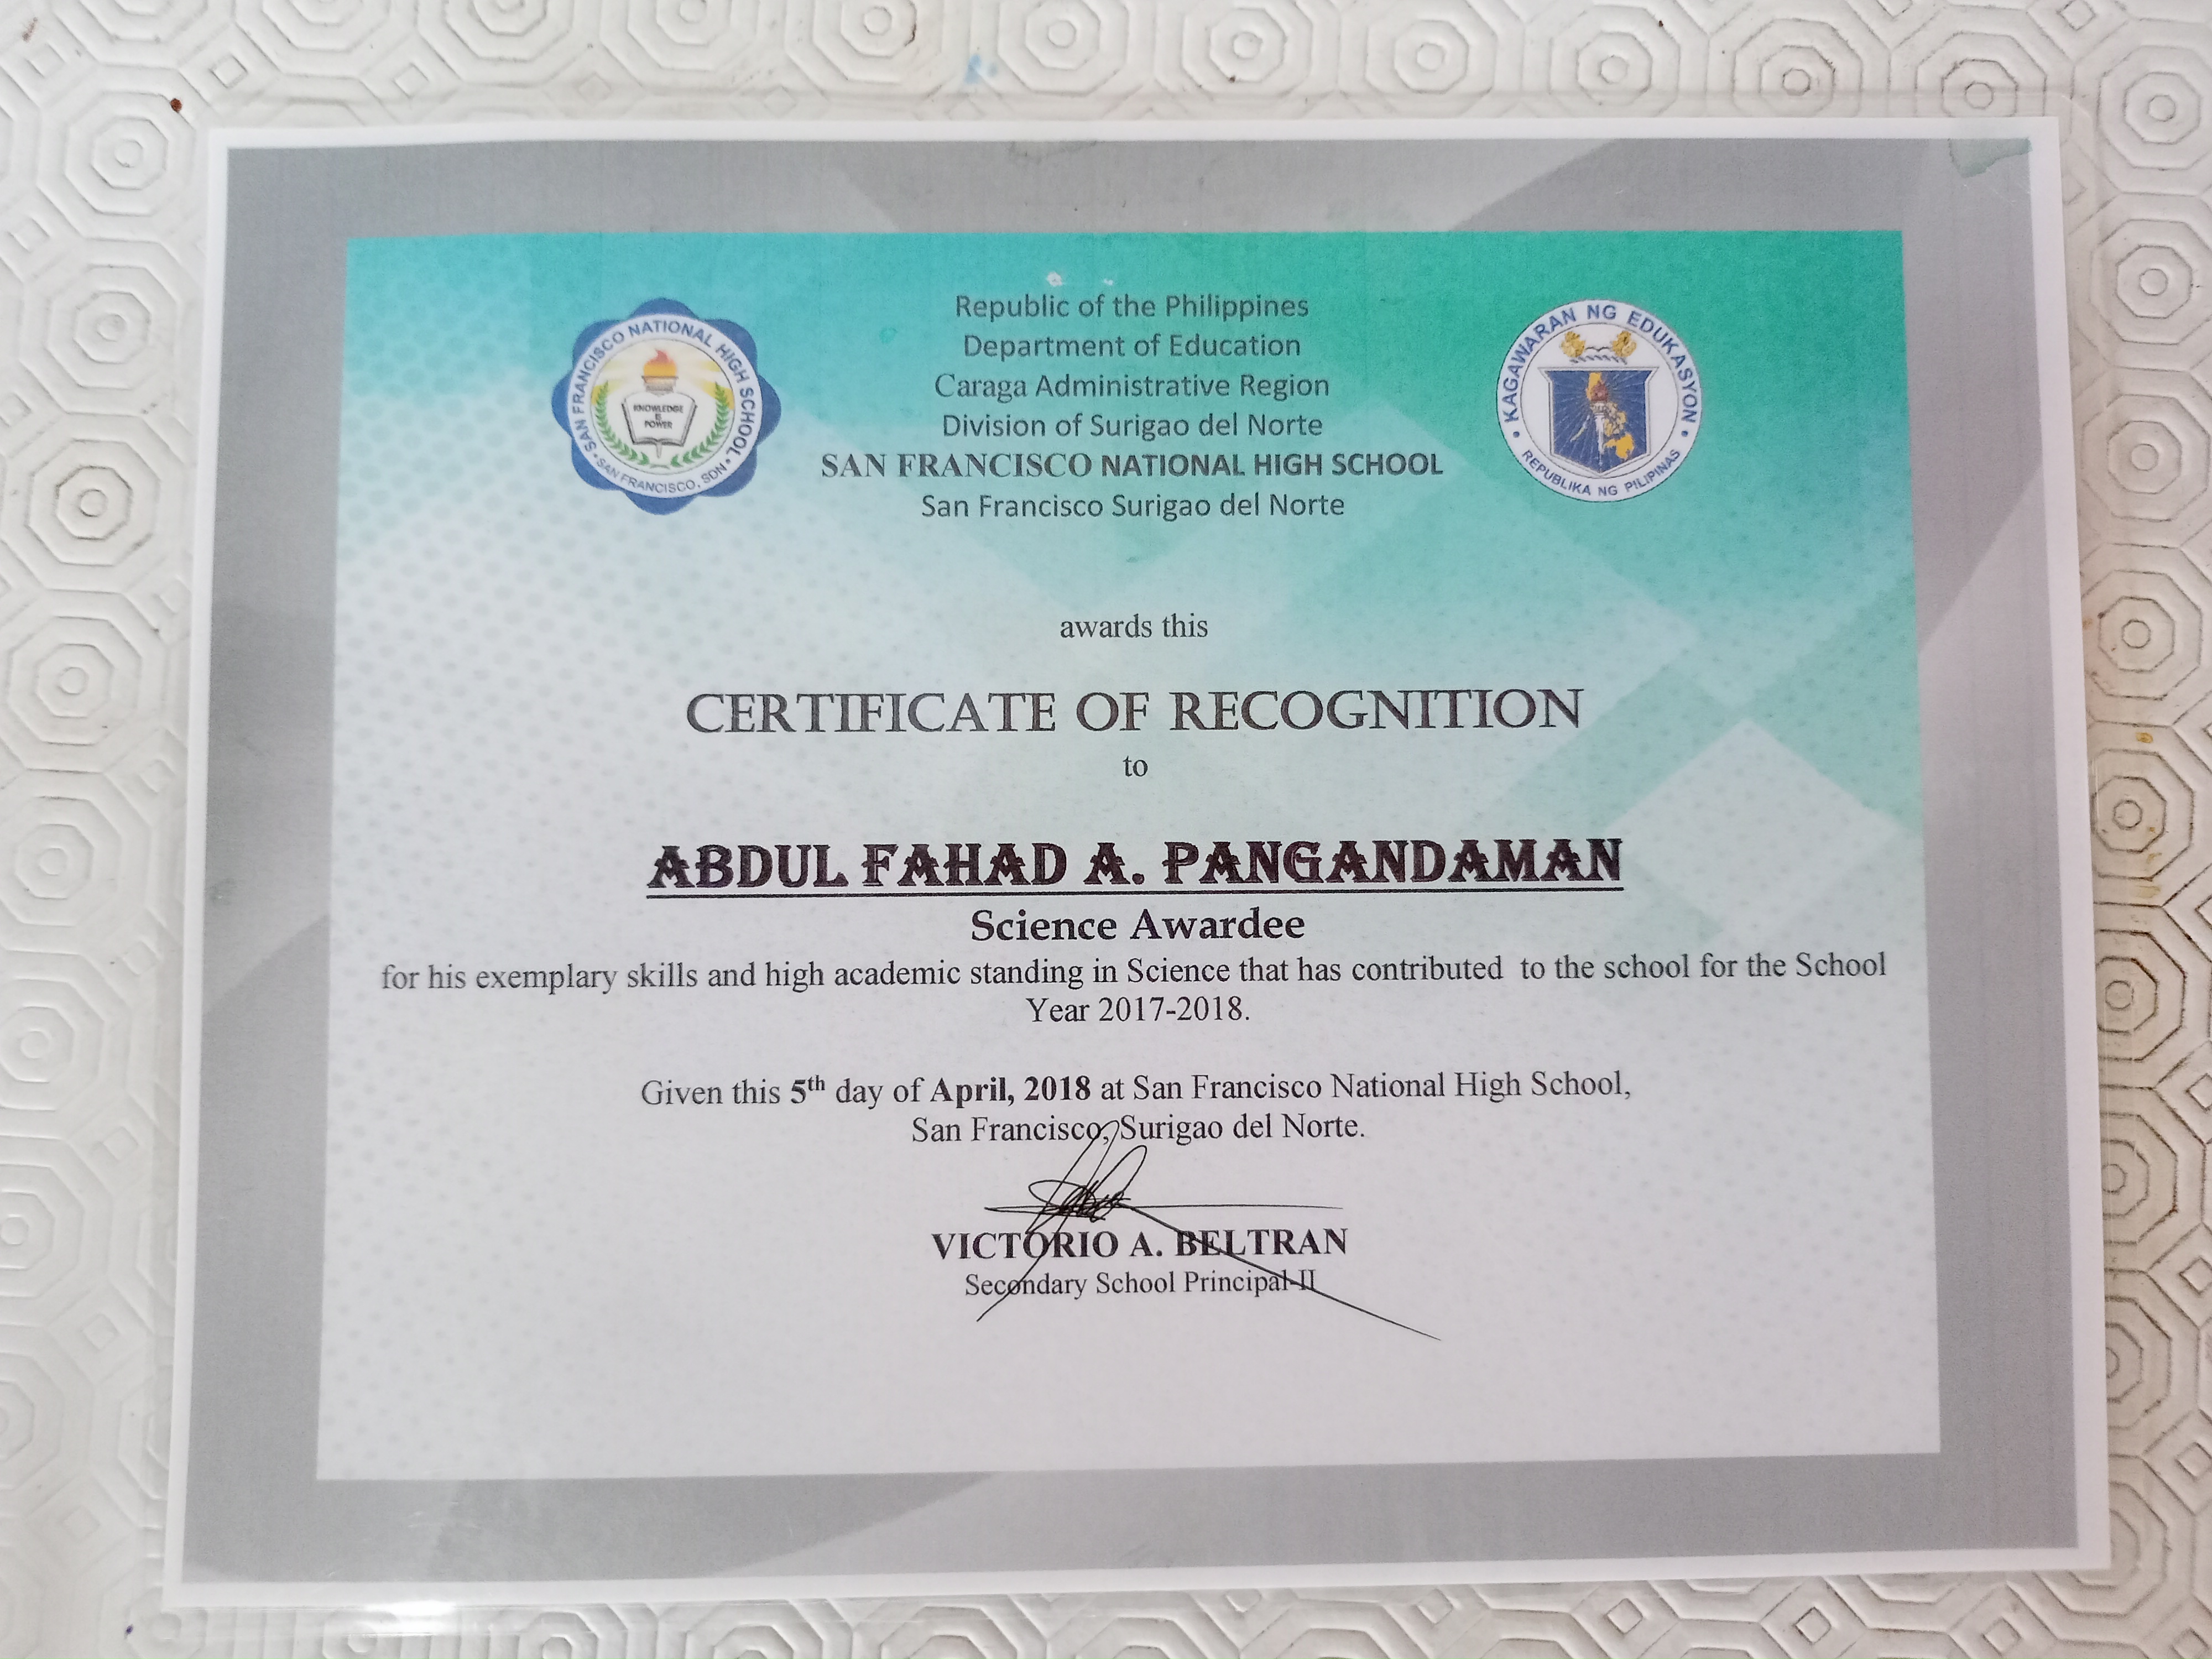 Republic of the Philippines
Department of Education
Caraga Administrative Region
Division of Surigao del Norte
SAN FRANCISCO NATIONAL HIGH SCHOOL
San Francisco Surigao del Norte
SAN FRANCISCO NATIONAL HIGH SCHOOL
KNOWLEDGE
IS
POWER
SAN FRANCISCO, SDN
KAGAWARAN NG EDUKASYON
REPUBLIKA NG PILIPINAS
awards this
CERTIFICATE OF RECOGNITION
to
ABDUL FAHAD A. PANGANDAMAN
Science Awardee
for his exemplary skills and high academic standing in Science that has contributed to the school for the School
Year 2017-2018.
Given this 5th day of April, 2018 at San Francisco National High School,
San Francisco, Surigao del Norte.
VICTORIO A. BELTRAN
Secondary School Principal-II